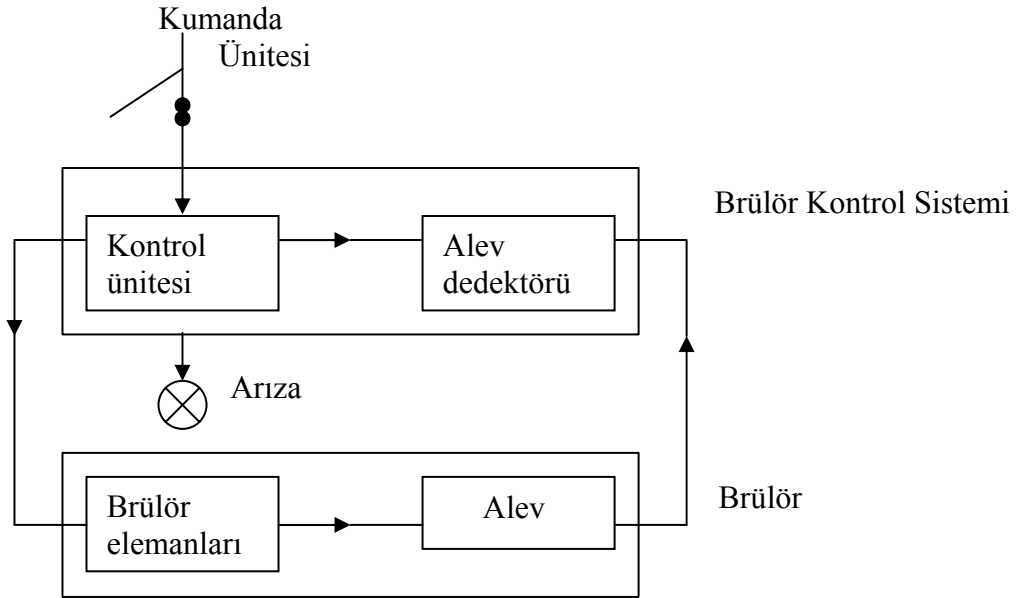 Kumanda
Ünitesi
Brülör Kontrol Sistemi
Kontrol
ünitesi
Alev
dedektörü
Arıza
Brülör
Brülör
elemanları
Alev